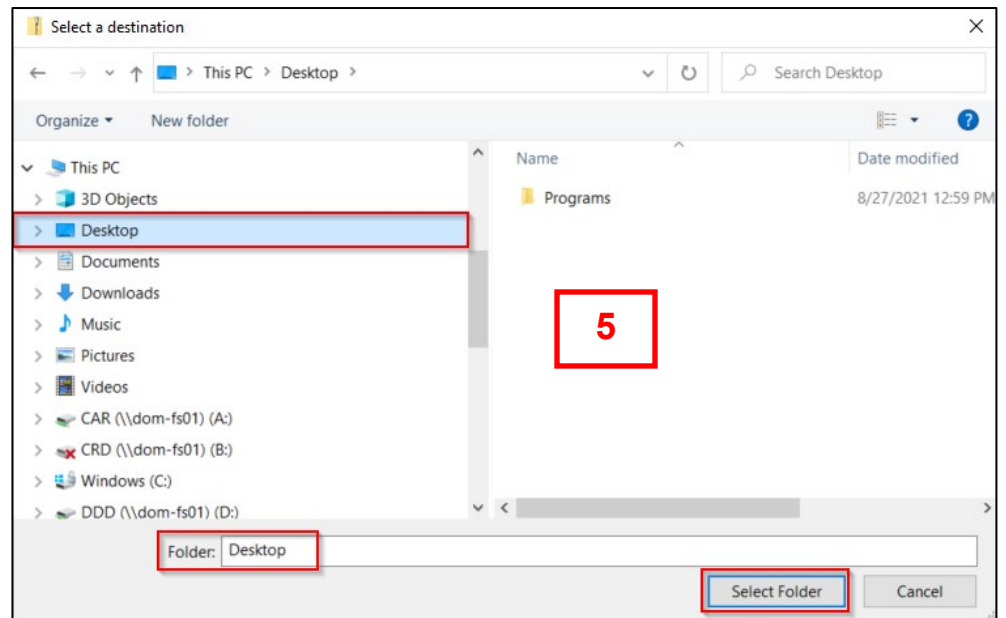 Select a destination
This PC > Desktop >
Search Desktop
Organize
New folder
This PC
Name
Date modified
3D Objects
Programs
8/27/2021 12:59 PM
Desktop
Documents
Downloads
Music
5
Pictures
Videos
CAR (\\dom-fs01) (A:)
CRD (\\dom-fs01) (B:)
Windows (C:)
DDD (\\dom-fs01) (D:)
Folder: Desktop
Select Folder
Cancel